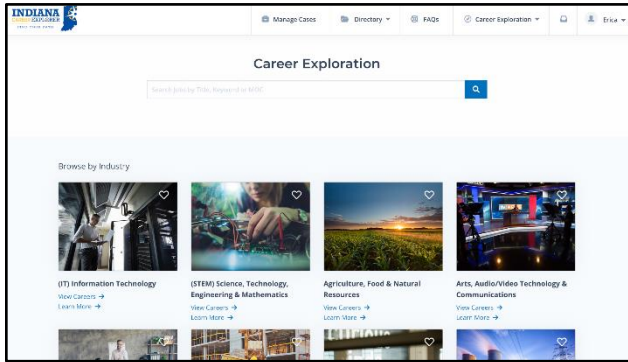 INDIANA
CAREER EXPLORER
Manage Cases
Directory
FAQs
Career Exploration
Erica
Career Exploration
Search Jobs by Title, Keyword or MOC
Browse by Industry
(IT) Information Technology
View Careers →
Learn More →
(STEM) Science, Technology,
Engineering & Mathematics
View Careers →
Learn More →
Agriculture, Food & Natural
Resources
View Careers →
Learn More →
Arts, Audio/Video Technology &
Communications
View Careers →
Learn More →